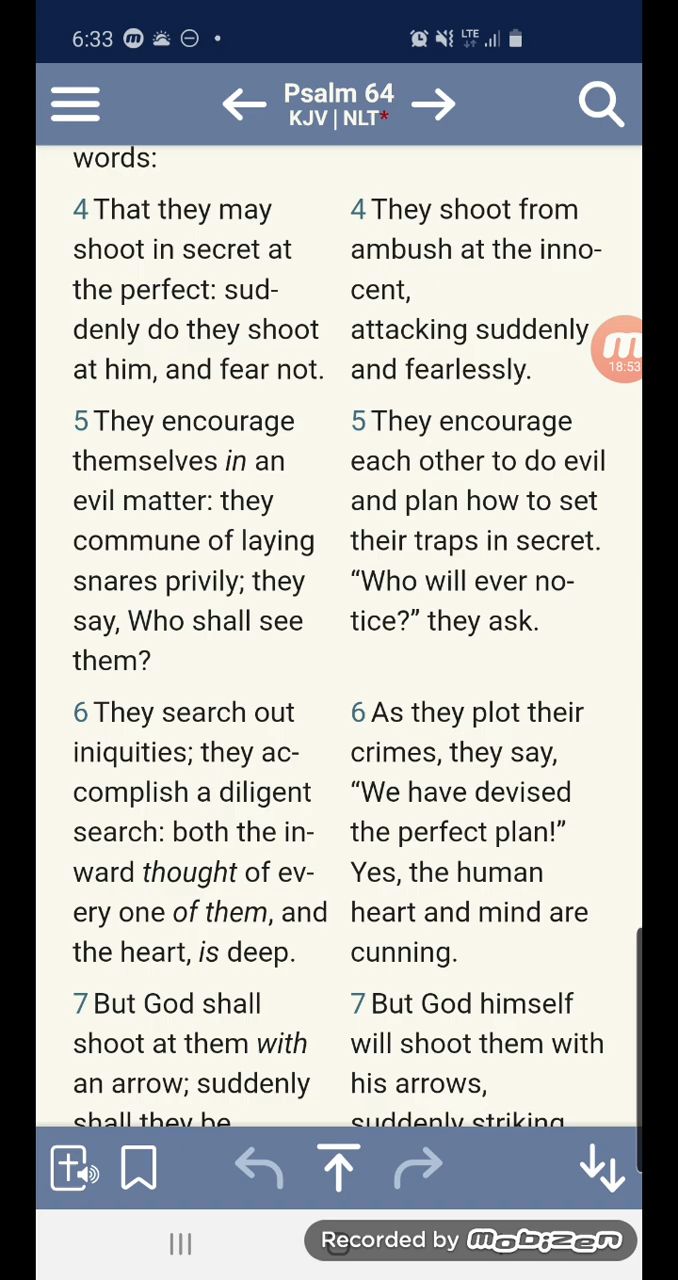 6:33
LTE
Psalm 64
KJV | NLT*
words:
4 That they may
shoot in secret at
the perfect: sud-
denly do they shoot
at him, and fear not.
5 They encourage
themselves in an
evil matter: they
commune of laying
snares privily; they
say, Who shall see
them?
6 They search out
iniquities; they ac-
complish a diligent
search: both the in-
ward thought of ev-
ery one of them, and
the heart, is deep.
7 But God shall
shoot at them with
an arrow; suddenly
shall they be
4 They shoot from
ambush at the inno-
cent,
attacking suddenly
and fearlessly.
5 They encourage
each other to do evil
and plan how to set
their traps in secret.
“Who will ever no-
tice?” they ask.
6 As they plot their
crimes, they say,
“We have devised
the perfect plan!”
Yes, the human
heart and mind are
cunning.
7 But God himself
will shoot them with
his arrows,
suddenly striking
m
18:53
Recorded by mobizen